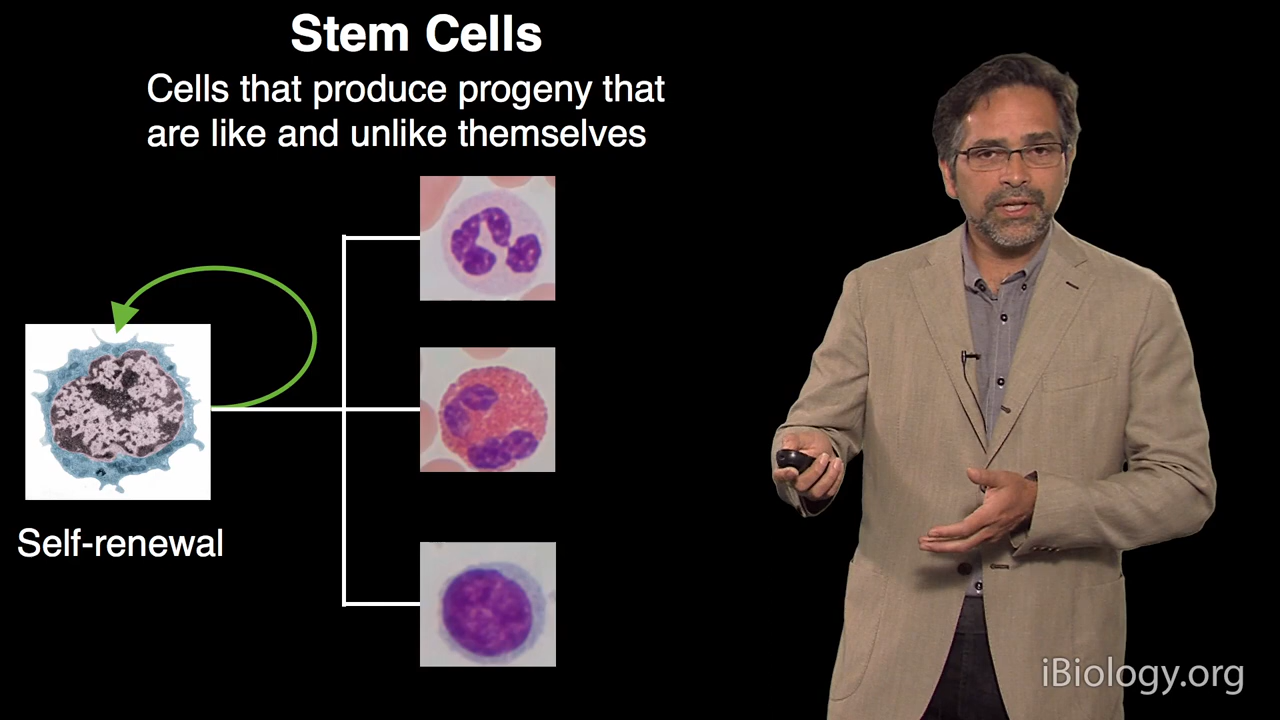 Stem Cells
Cells that produce progeny that
are like and unlike themselves
Self-renewal
iBiology.org